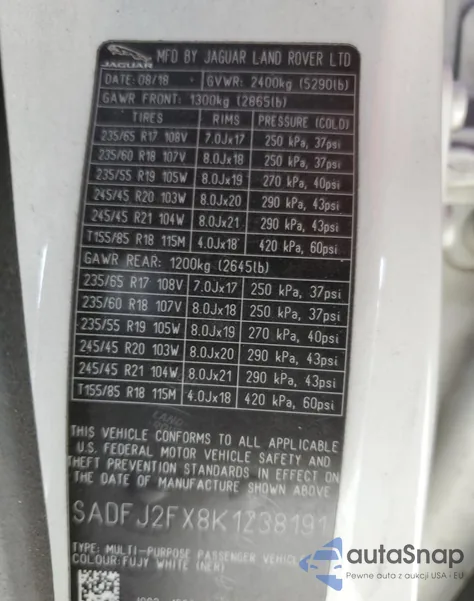 JAGUAR MFD BY JAGUAR LAND ROVER LTD
DATE: 08/18 GVWR: 2400kg (5290lb)
GAWR FRONT: 1300kg (2865lb)
TIRES RIMS PRESSURE (COLD)
235/65 R17 108V 7.0Jx17 250 kPa, 37psi
235/60 R18 107V 8.0Jx18 250 kPa, 37psi
235/55 R19 105W 8.0Jx19 270 kPa, 40psi
245/45 R20 103W 8.0Jx20 290 kPa, 43psi
245/45 R21 104W 8.0Jx21 290 kPa, 43psi
T155/85 R18 115M 4.0Jx18 420 kPa, 60psi
GAWR REAR: 1200kg (2645lb)
235/65 R17 108V 7.0Jx17 250 kPa, 37psi
235/60 R18 107V 8.0Jx18 250 kPa, 37psi
235/55 R19 105W 8.0Jx19 270 kPa, 40psi
245/45 R20 103W 8.0Jx20 290 kPa, 43psi
245/45 R21 104W 8.0Jx21 290 kPa, 43psi
T155/85 R18 115M 4.0Jx18 420 kPa, 60psi
THIS VEHICLE CONFORMS TO ALL APPLICABLE
U.S. FEDERAL MOTOR VEHICLE SAFETY AND
THEFT PREVENTION STANDARDS IN EFFECT ON
THE DATE OF MANUFACTURE SHOWN ABOVE
SADFJ2FX8K1Z38191
TYPE: MULTI-PURPOSE PASSENGER VEHICLE
COLOUR: FUJY WHITE (NER)
autoSnap
Pewne auta z aukcji USA i EU